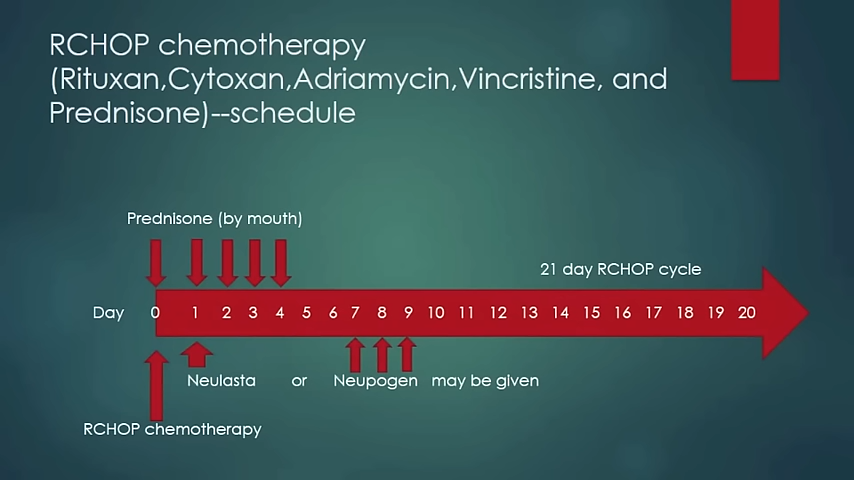 RCHOP chemotherapy
(Rituxan,Cytoxan,Adriamycin,Vincristine, and
Prednisone)--schedule
Prednisone (by mouth)
21 day RCHOP cycle
Day 0 1 2 3 4 5 6 7 8 9 10 11 12 13 14 15 16 17 18 19 20
Neulasta or Neupogen may be given
RCHOP chemotherapy